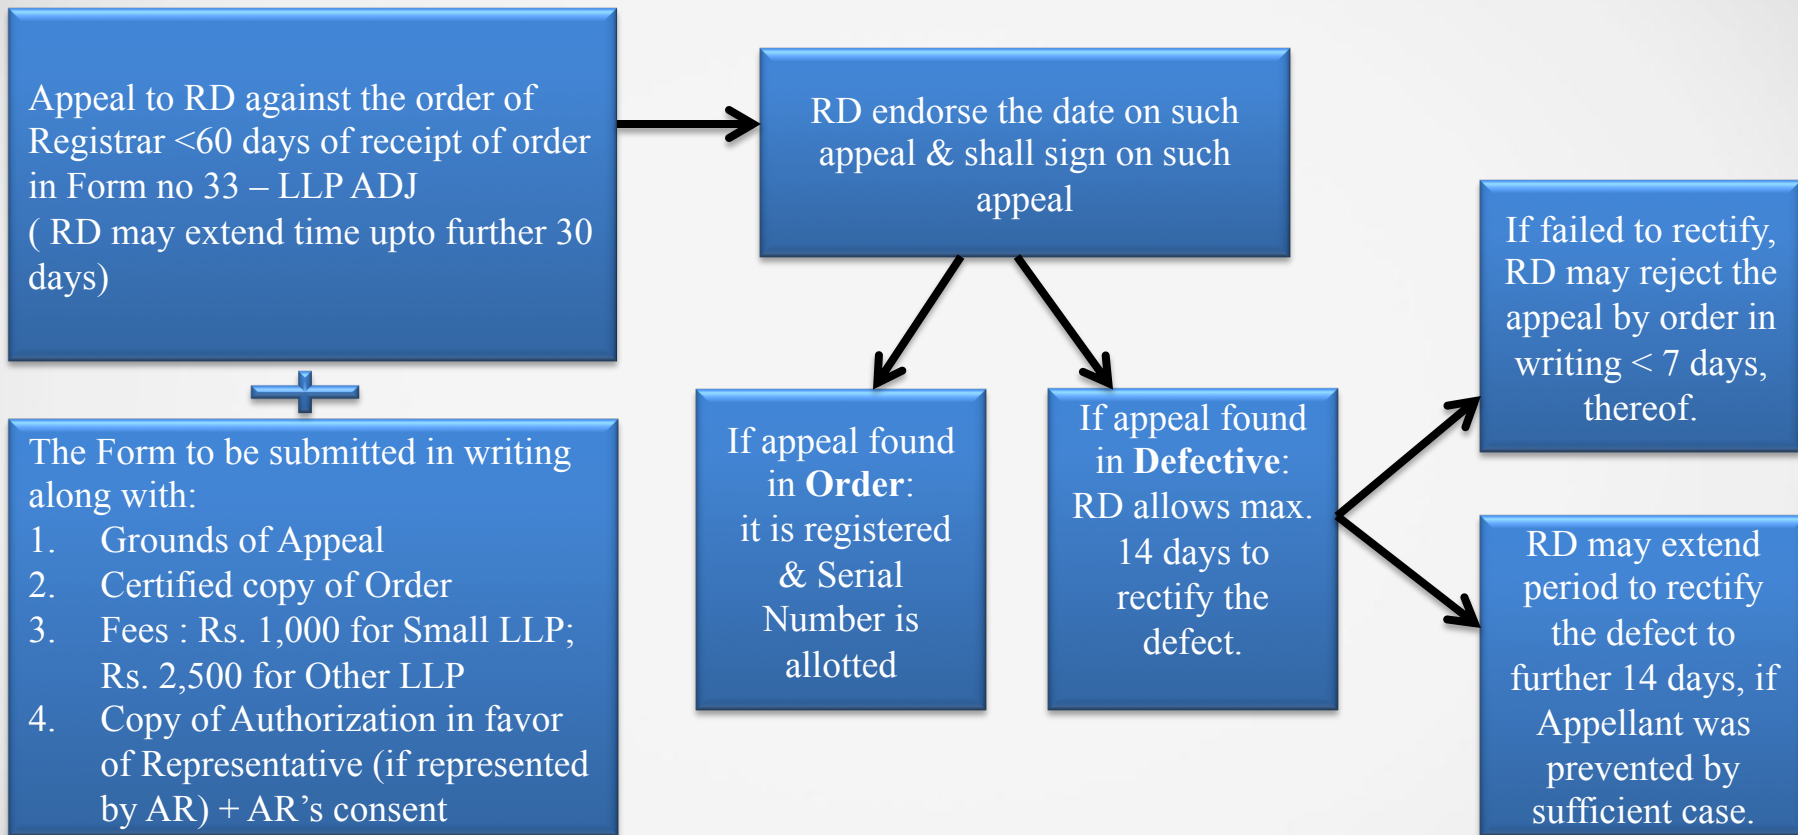 Appeal to RD against the order of
Registrar <60 days of receipt of order
in Form no 33 – LLP ADJ
( RD may extend time upto further 30
days)
The Form to be submitted in writing
along with:
1. Grounds of Appeal
2. Certified copy of Order
3. Fees : Rs. 1,000 for Small LLP;
Rs. 2,500 for Other LLP
4. Copy of Authorization in favor
of Representative (if represented
by AR) + AR’s consent
RD endorse the date on such
appeal & shall sign on such
appeal
If appeal found
in Order:
it is registered
& Serial
Number is
allotted
If appeal found
in Defective:
RD allows max.
14 days to
rectify the
defect.
If failed to rectify,
RD may reject the
appeal by order in
writing < 7 days,
thereof.
RD may extend
period to rectify
the defect to
further 14 days, if
Appellant was
prevented by
sufficient case.